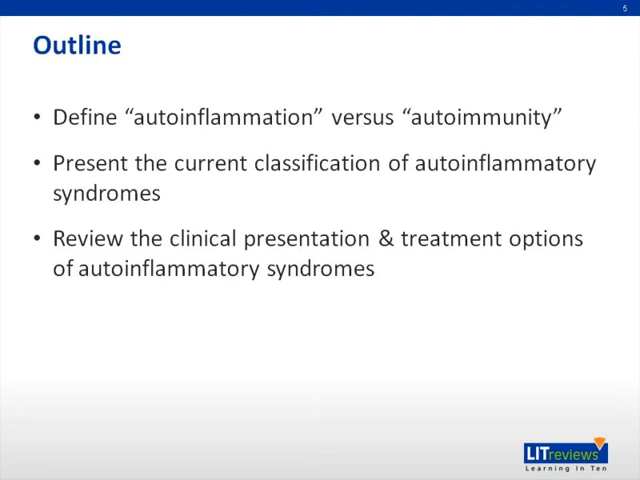 5
Outline
• Define “autoinflammation” versus “autoimmunity”
• Present the current classification of autoinflammatory
syndromes
• Review the clinical presentation & treatment options
of autoinflammatory syndromes
LITreviews
Learning In Ten